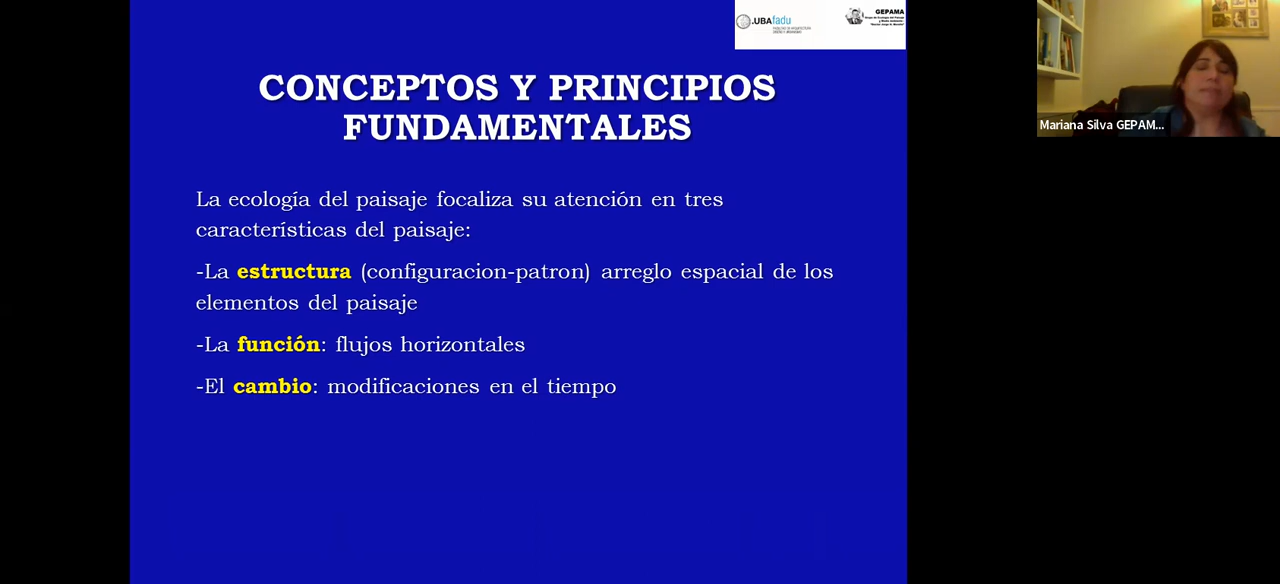 .UBAfadu
GEPAMA
CONCEPTOS Y PRINCIPIOS
FUNDAMENTALES
La ecología del paisaje focaliza su atención en tres
características del paisaje:
-La estructura (configuracion-patron) arreglo espacial de los
elementos del paisaje
-La función: flujos horizontales
-El cambio: modificaciones en el tiempo
Mariana Silva GEPAM...